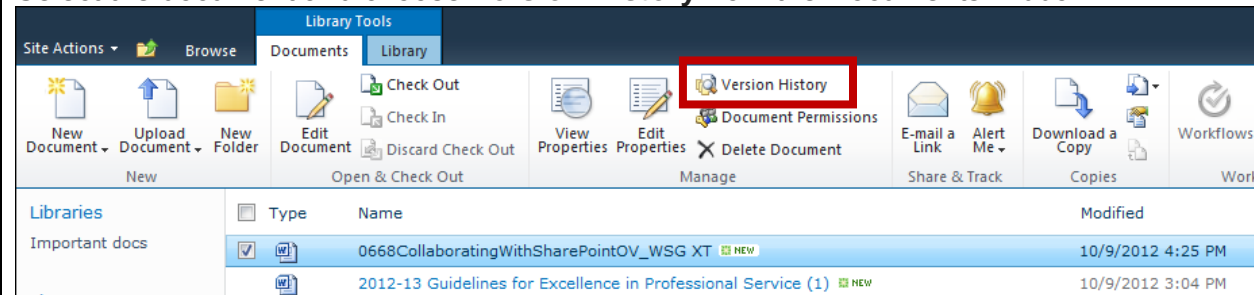 Library Tools
Site Actions Browse Documents Library
New Document
Upload Document
New Folder
New
Edit Document
Check Out
Check In
Discard Check Out
Open & Check Out
View Properties
Edit Properties
Version History
Document Permissions
Delete Document
Manage
E-mail a Link
Alert Me
Share & Track
Download a Copy
Copies
Workflows
Libraries
Important docs
Type Name Modified
0668CollaboratingWithSharePointOV_WSG XT NEW 10/9/2012 4:25 PM
2012-13 Guidelines for Excellence in Professional Service (1) NEW 10/9/2012 3:04 PM